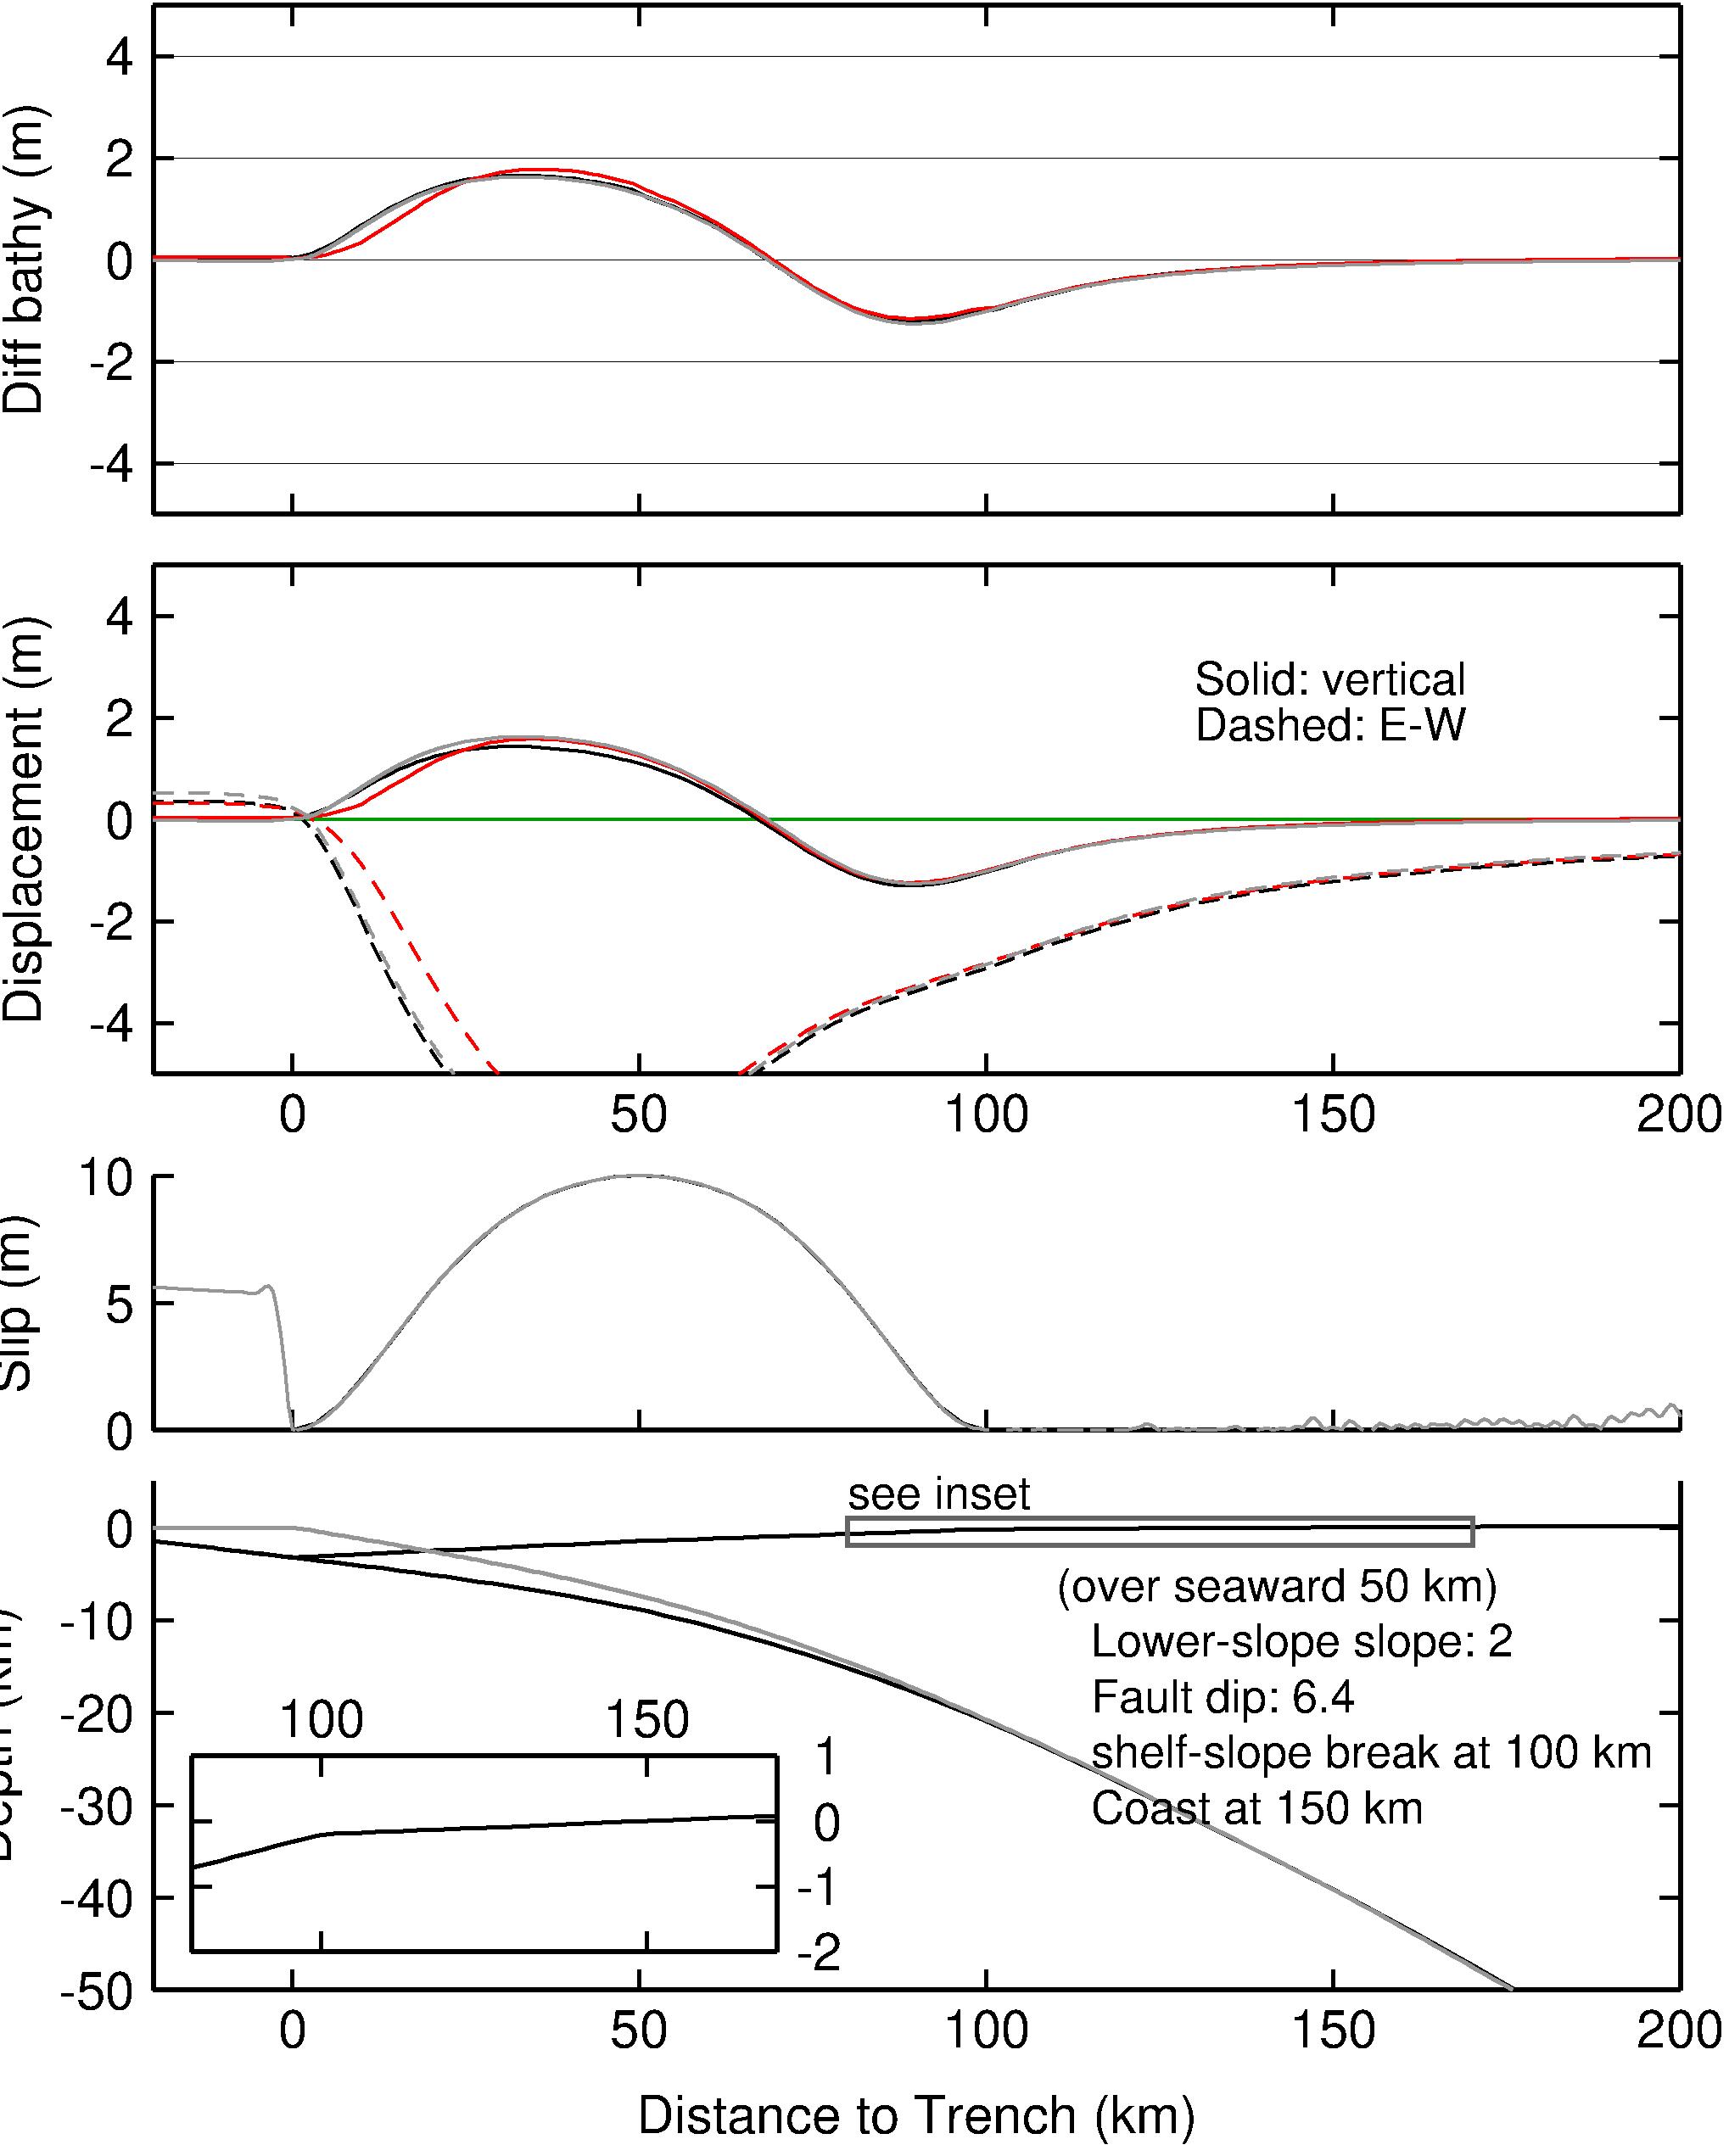 Diff bathy (m)
4
2
0
-2
-4
Displacement (m)
4
2
0
-2
-4
Solid: vertical
Dashed: E-W
0 50 100 150 200
Slip (m)
10
5
0
Depth (km)
0
-10
-20
-30
-40
-50
see inset
(over seaward 50 km)
Lower-slope slope: 2
Fault dip: 6.4
shelf-slope break at 100 km
Coast at 150 km
100 150
1
0
-1
-2
0 50 100 150 200
Distance to Trench (km)